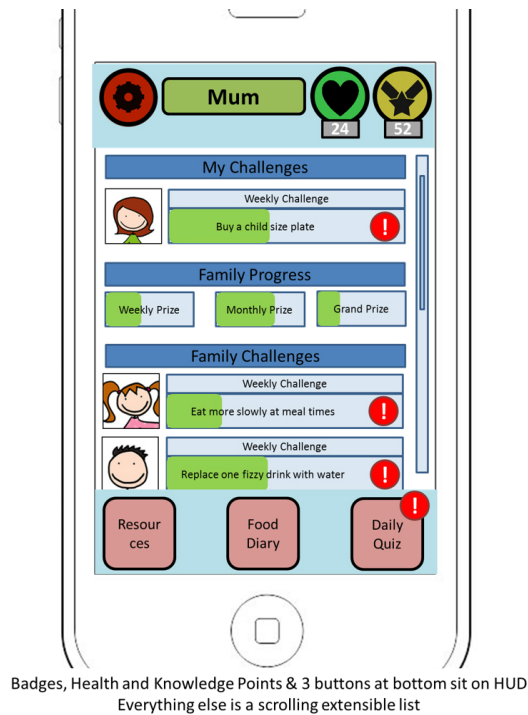 Mum
24
52
My Challenges
Weekly Challenge
Buy a child size plate
!
Family Progress
Weekly Prize
Monthly Prize
Grand Prize
Family Challenges
Weekly Challenge
Eat more slowly at meal times
!
Weekly Challenge
Replace one fizzy drink with water
!
Resour
ces
Food
Diary
Daily
Quiz
!
Badges, Health and Knowledge Points & 3 buttons at bottom sit on HUD
Everything else is a scrolling extensible list